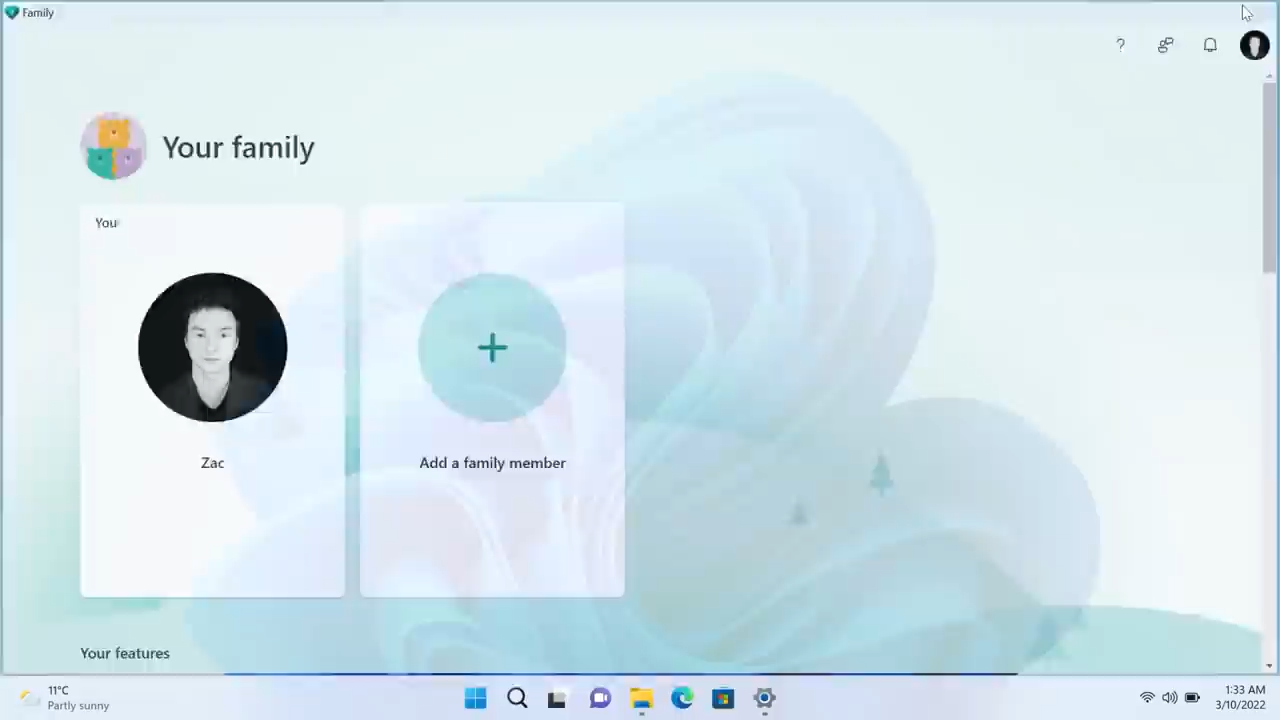 Family
?
Your family
You
Zac
Add a family member
Your features
11°C
Partly sunny
1:33 AM
3/10/2022